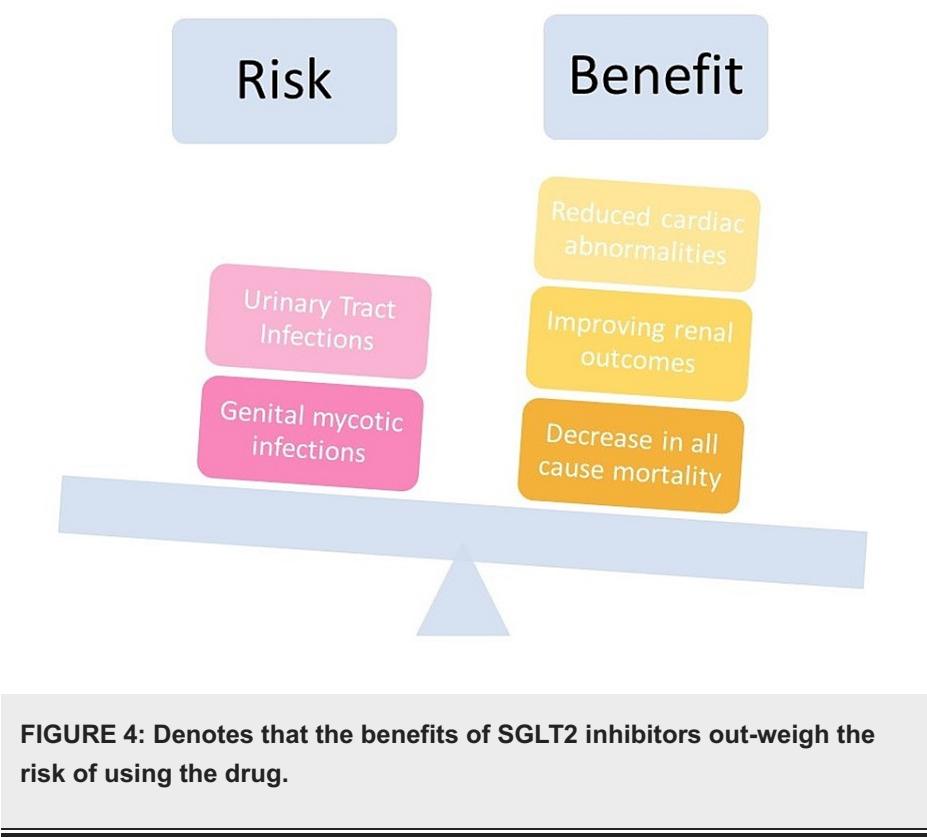 Risk
Benefit
Reduced cardiac
abnormalities
Urinary Tract
Infections
Improving renal
outcomes
Genital mycotic
infections
Decrease in all
cause mortality
FIGURE 4: Denotes that the benefits of SGLT2 inhibitors out-weigh the
risk of using the drug.